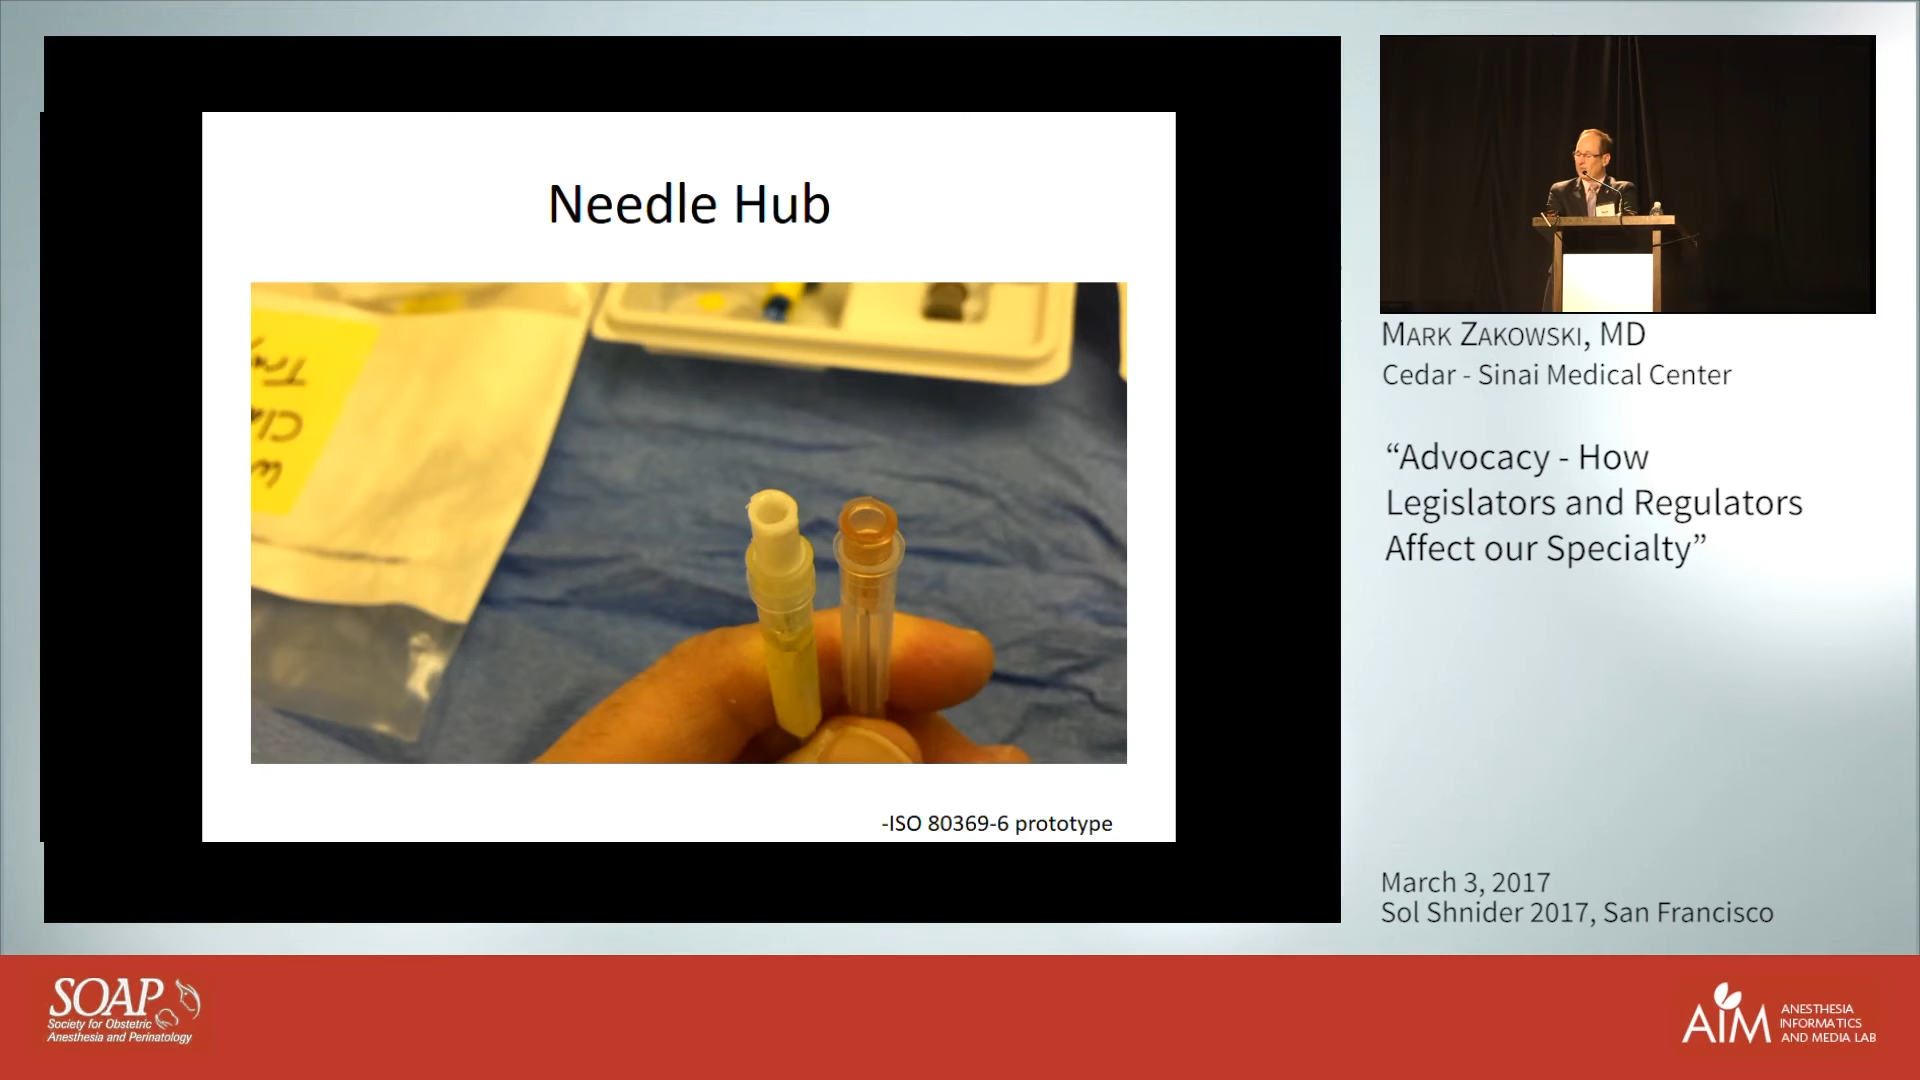 Needle Hub
-ISO 80369-6 prototype
MARK ZAKOWSKI, MD
Cedar - Sinai Medical Center
“Advocacy - How
Legislators and Regulators
Affect our Specialty”
March 3, 2017
Sol Shnider 2017, San Francisco
SOAP
Society for Obstetric
Anesthesia and Perinatology
AIM
ANESTHESIA
INFORMATICS
AND MEDIA LAB